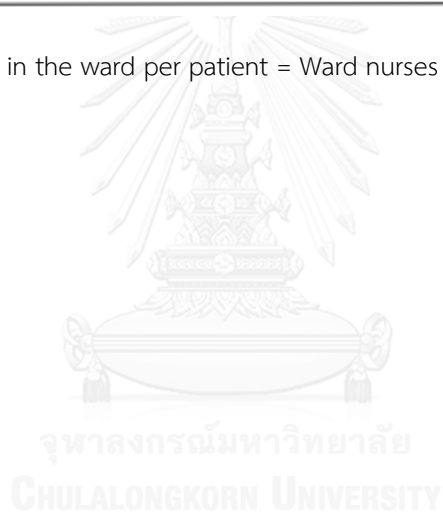 in the ward per patient = Ward nurses
จุฬาลงกรณ์มหาวิทยาลัย
CHULALONGKORN UNIVERSITY